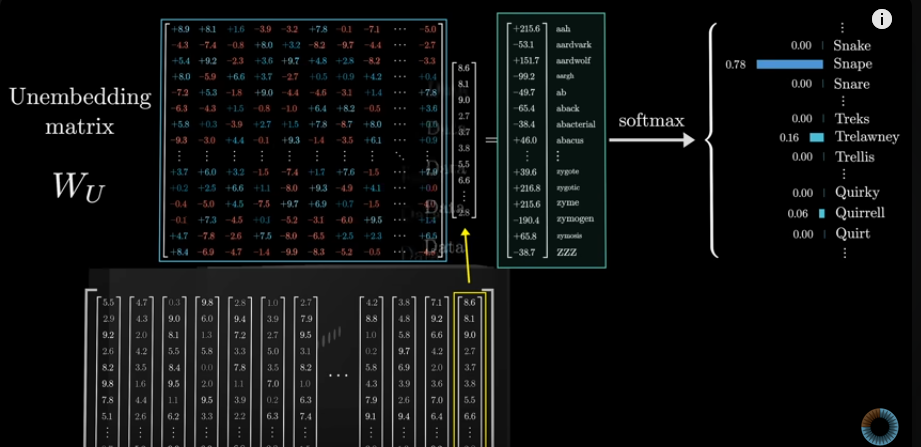 Unembedding
matrix
W_U
+8.9 +8.1 +1.6 −3.9 −3.2 +7.8 −0.1 −7.1 ⋯ −5.0
−4.3 −7.4 −0.8 +8.0 +3.2 −8.2 −9.7 −4.4 ⋯ −2.7
+5.4 +9.2 −2.3 +3.6 +9.7 +4.8 +2.8 −8.2 ⋯ −3.3
+8.0 −5.9 +6.6 +3.7 −2.7 +0.5 +0.9 +4.2 ⋯ +0.4
−7.2 +5.3 −1.8 +9.0 −4.4 −4.6 −3.1 +1.4 ⋯ +7.8
−6.3 −4.3 +1.5 −0.8 −1.0 +6.4 +8.2 −0.5 ⋯ +3.6
+5.8 +0.3 −3.9 +2.7 +1.5 +7.8 −8.7 +8.0 ⋯
−9.3 −3.0 −4.4 −0.1 +9.3 −1.4 −3.5 +6.1 ⋯ +0.9
⋮ ⋮ ⋮ ⋮ ⋮ ⋮ ⋮ ⋮ ⋱ ⋮
+3.7 +6.0 +3.2 −1.5 −7.4 +1.7 +7.6 −1.5 ⋯
+0.2 +2.5 +6.6 +1.1 −8.0 +9.3 −4.9 +4.1 ⋯ +0.0
−0.4 −5.0 +4.5 −7.5 +9.7 +6.9 +0.7 −1.5 ⋯
−0.1 +7.3 −4.5 +0.1 −5.2 −3.1 −6.0 +9.5 ⋯
+4.7 −7.8 −2.6 +7.5 −8.0 −6.5 +2.5 +2.3 ⋯ +6.5
+8.4 −6.9 −4.7 −1.4 −9.9 −8.3 −5.2 −0.5 ⋯
8.6
8.1
9.0
2.7
3.7
3.8
5.5
6.6
⋮
2.8
Data
Data
Data
=
+215.6 aah
−53.1 aardvark
+151.7 aardwolf
−99.2 aargh
−49.7 ab
−65.4 aback
−38.4 abacterial
+46.0 abacus
⋮ ⋮
+39.6 zygote
+216.8 zygotic
+215.6 zyme
−190.4 zymogen
+65.8 zymosis
−38.7 ZZZ
softmax
⋮
0.00 Snake
0.78 Snape
0.00 Snare
⋮
0.00 Treks
0.16 Trelawney
0.00 Trellis
⋮
0.00 Quirky
0.06 Quirrell
0.00 Quirt
⋮
5.5 4.7 0.3 9.8 2.8 1.0 2.7 4.2 3.8 7.1 8.6
2.9 4.3 9.0 6.0 9.4 3.9 7.9 8.8 4.8 9.2 8.1
9.2 2.0 8.1 1.3 7.2 2.7 9.5 1.0 5.8 6.6 9.0
2.6 4.2 5.5 5.8 3.3 5.0 3.1 0.2 9.7 4.2 2.7
8.2 3.5 8.4 0.0 7.8 3.5 8.2 ⋯ 5.8 6.9 2.0 3.7
9.8 1.6 9.5 2.0 1.1 7.0 1.0 4.3 3.9 3.6 3.8
7.8 4.4 1.1 9.5 3.9 0.2 6.3 7.9 2.6 7.0 5.5
5.1 2.6 6.2 3.3 2.2 6.3 7.4 9.1 9.4 6.4 6.6
⋮ ⋮ ⋮ ⋮ ⋮ ⋮ ⋮ ⋮ ⋮ ⋮ ⋮